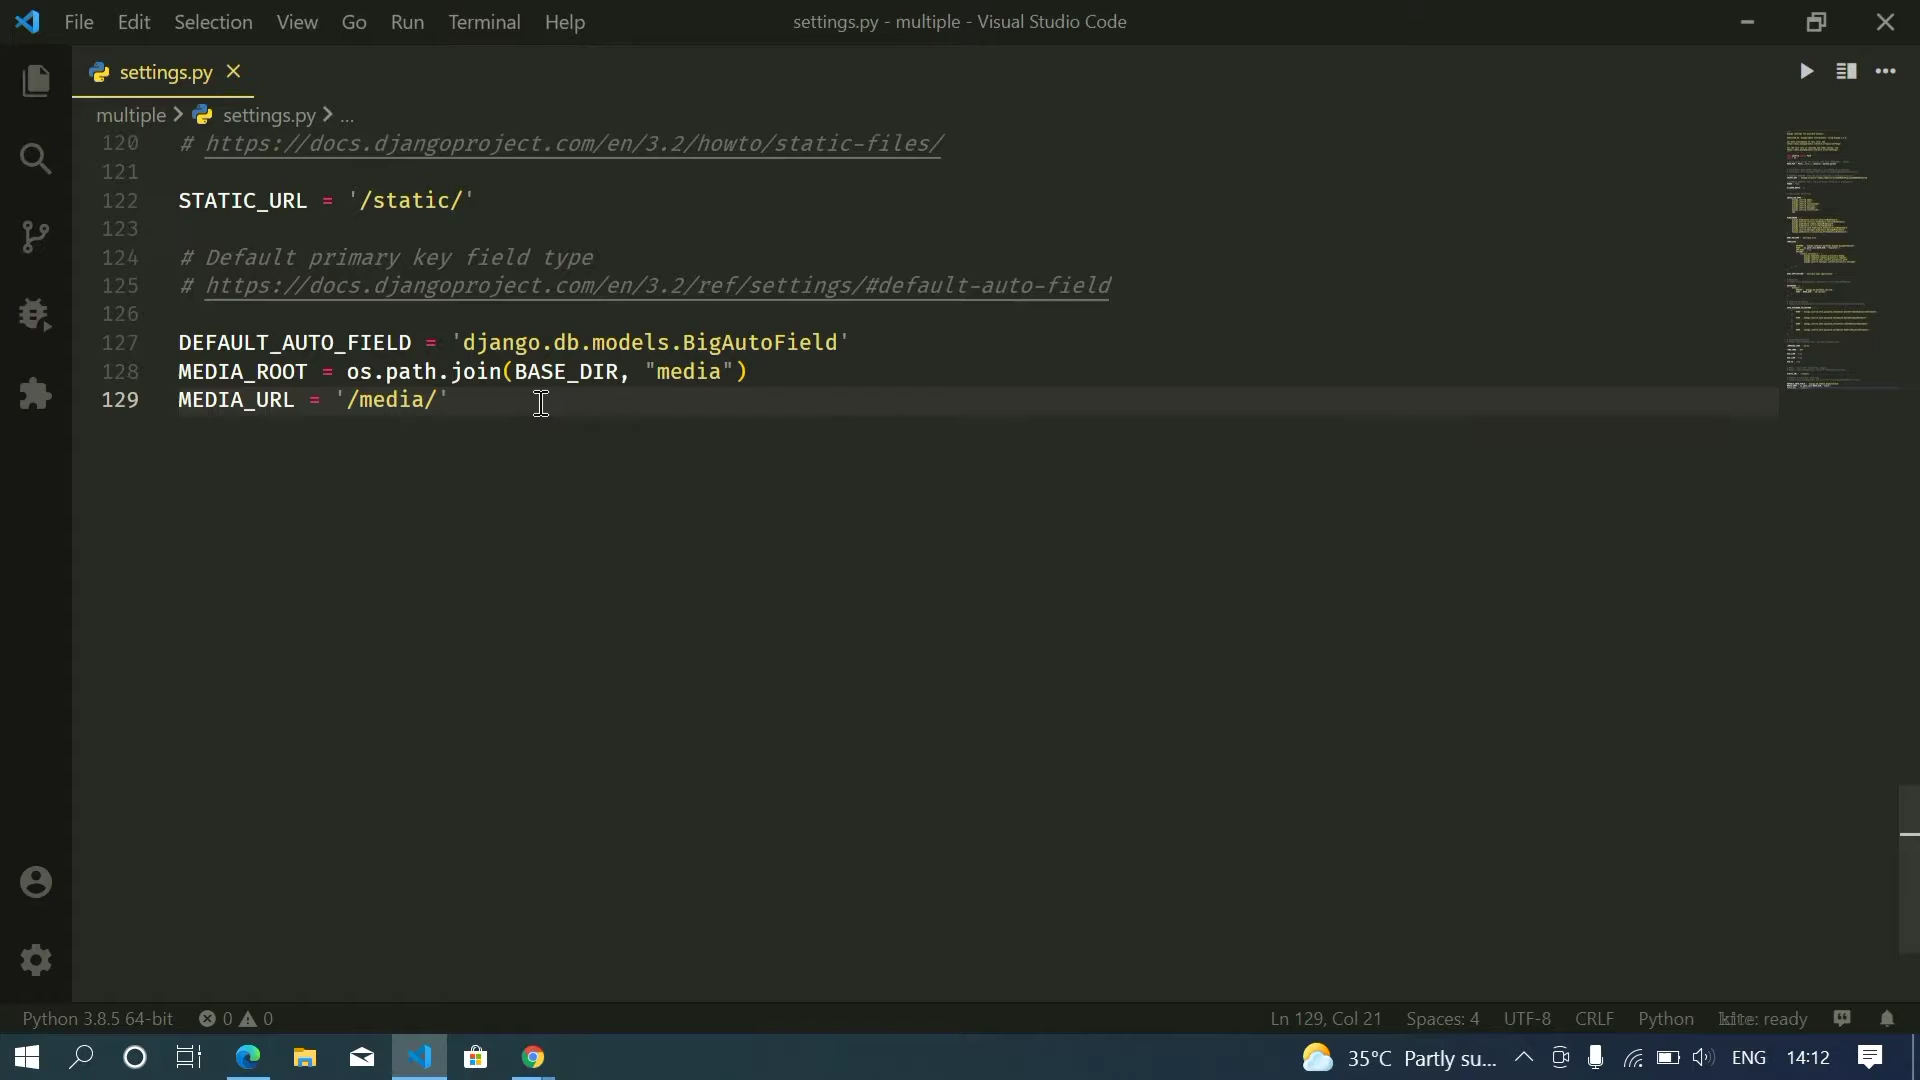 File Edit Selection View Go Run Terminal Help
settings.py - multiple - Visual Studio Code
settings.py
multiple > settings.py > ...
120 # https://docs.djangoproject.com/en/3.2/howto/static-files/
121
122 STATIC_URL = '/static/'
123
124 # Default primary key field type
125 # https://docs.djangoproject.com/en/3.2/ref/settings/#default-auto-field
126
127 DEFAULT_AUTO_FIELD = 'django.db.models.BigAutoField'
128 MEDIA_ROOT = os.path.join(BASE_DIR, "media")
129 MEDIA_URL = '/media/'
Python 3.8.5 64-bit 0 0 Ln 129, Col 21 Spaces: 4 UTF-8 CRLF Python kite: ready
35°C Partly su... ENG 14:12